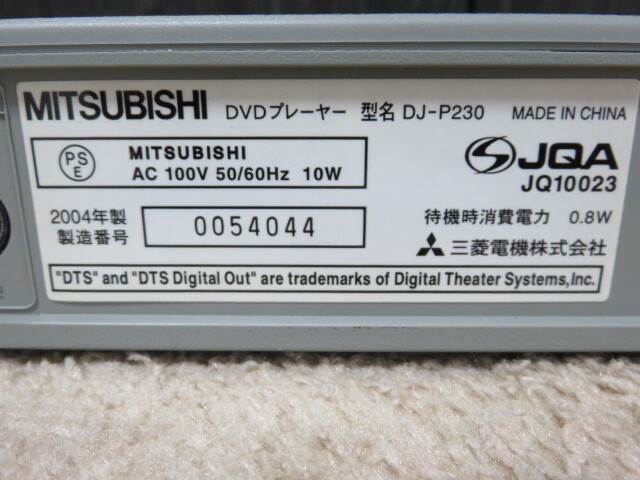 MITSUBISHI DVDプレーヤー 型名 DJ-P230 MADE IN CHINA
PSE
MITSUBISHI
AC 100V 50/60Hz 10W
JQA
JQ10023
2004年製
製造番号 0054044
待機時消費電力 0.8W
三菱電機株式会社
"DTS" and "DTS Digital Out" are trademarks of Digital Theater Systems,Inc.